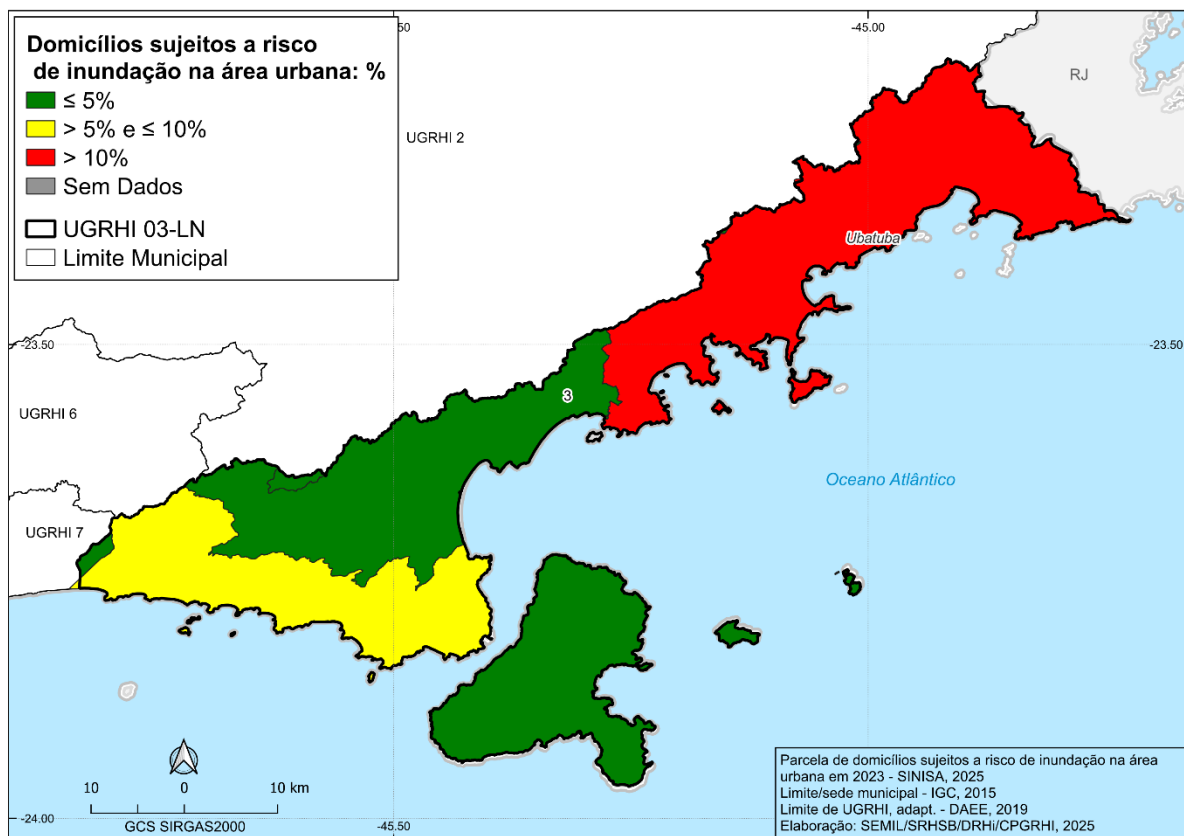 Domicílios sujeitos a risco
de inundação na área urbana: %
≤ 5%
> 5% e ≤ 10%
> 10%
Sem Dados
UGRHI 03-LN
Limite Municipal
50
-45.00
RJ
UGRHI 2
Ubatuba
-23.50
-23.50
3
UGRHI 6
Oceano Atlântico
UGRHI 7
10
0
10 km
GCS SIRGAS2000
-24.00
-45.50
Parcela de domicílios sujeitos a risco de inundação na área
urbana em 2023 - SINISA, 2025
Limite/sede municipal - IGC, 2015
Limite de UGRHI, adapt. - DAEE, 2019
Elaboração: SEMIL/SRHSB/DRHi/CPGRHI, 2025